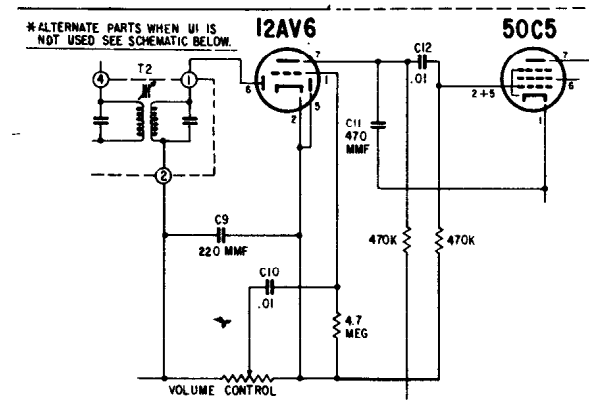 *ALTERNATE PARTS WHEN U1 IS
NOT USED SEE SCHEMATIC BELOW.
12AV6
50C5
T2
4
1
6
7
1
2
5
C12
.01
7
6
2+5
1
C11
470
MMF
2
C9
220 MMF
470K
470K
C10
.01
4.7
MEG
VOLUME CONTROL